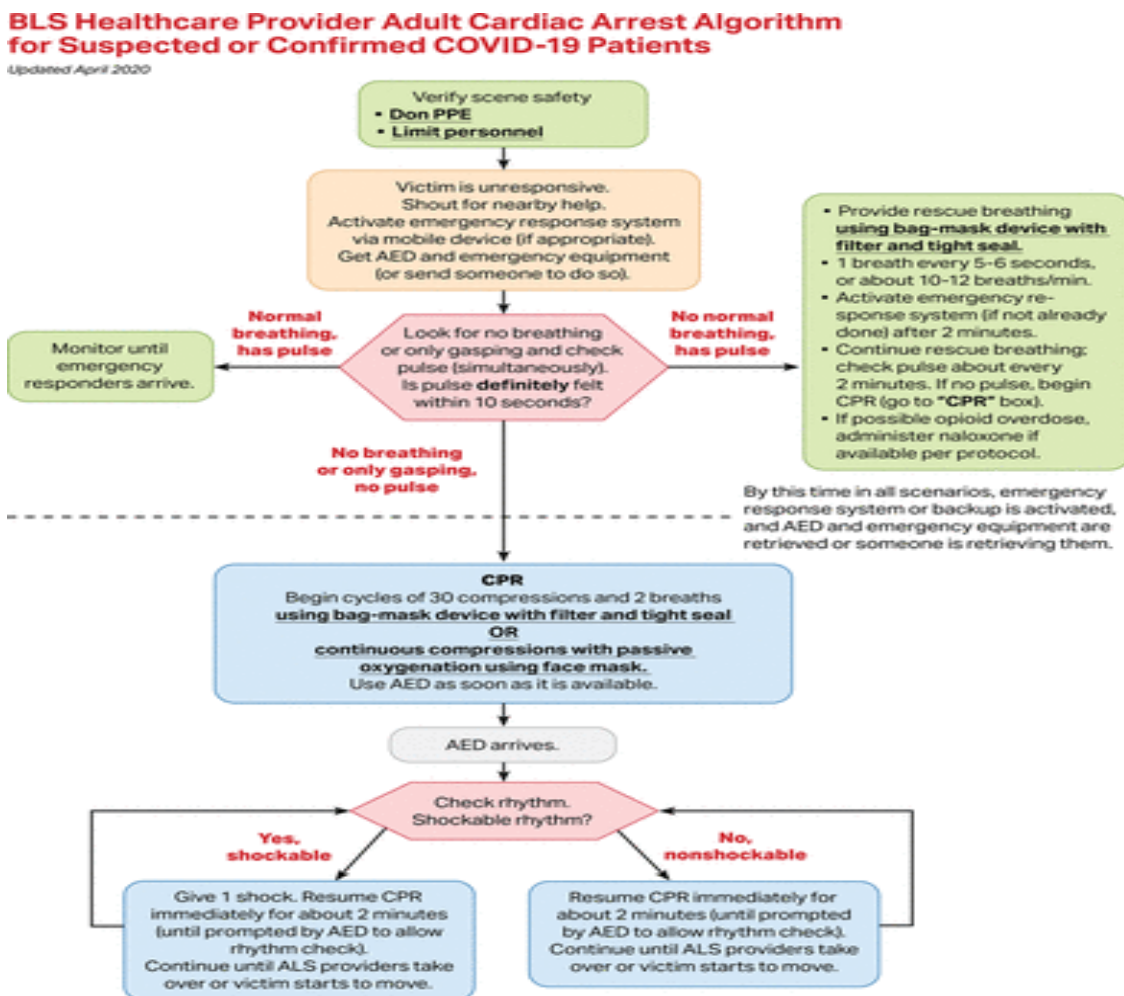 BLS Healthcare Provider Adult Cardiac Arrest Algorithm
for Suspected or Confirmed COVID-19 Patients
Updated April 2020
Verify scene safety
• Don PPE
• Limit personnel
Victim is unresponsive.
Shout for nearby help.
Activate emergency response system
via mobile device (if appropriate).
Get AED and emergency equipment
(or send someone to do so).
Normal
breathing,
has pulse
Monitor until
emergency
responders arrive.
Look for no breathing
or only gasping and check
pulse (simultaneously).
Is pulse definitely felt
within 10 seconds?
No normal
breathing,
has pulse
• Provide rescue breathing
using bag-mask device with
filter and tight seal.
• 1 breath every 5-6 seconds,
or about 10-12 breaths/min.
• Activate emergency re-
sponse system (if not already
done) after 2 minutes.
• Continue rescue breathing;
check pulse about every
2 minutes. If no pulse, begin
CPR (go to "CPR" box).
• If possible opioid overdose,
administer naloxone if
available per protocol.
No breathing
or only gasping,
no pulse
By this time in all scenarios, emergency
response system or backup is activated,
and AED and emergency equipment are
retrieved or someone is retrieving them.
CPR
Begin cycles of 30 compressions and 2 breaths
using bag-mask device with filter and tight seal
OR
continuous compressions with passive
oxygenation using face mask.
Use AED as soon as it is available.
AED arrives.
Check rhythm.
Shockable rhythm?
Yes,
shockable
No,
nonshockable
Give 1 shock. Resume CPR
immediately for about 2 minutes
(until prompted by AED to allow
rhythm check).
Continue until ALS providers take
over or victim starts to move.
Resume CPR immediately for
about 2 minutes (until prompted
by AED to allow rhythm check).
Continue until ALS providers take
over or victim starts to move.